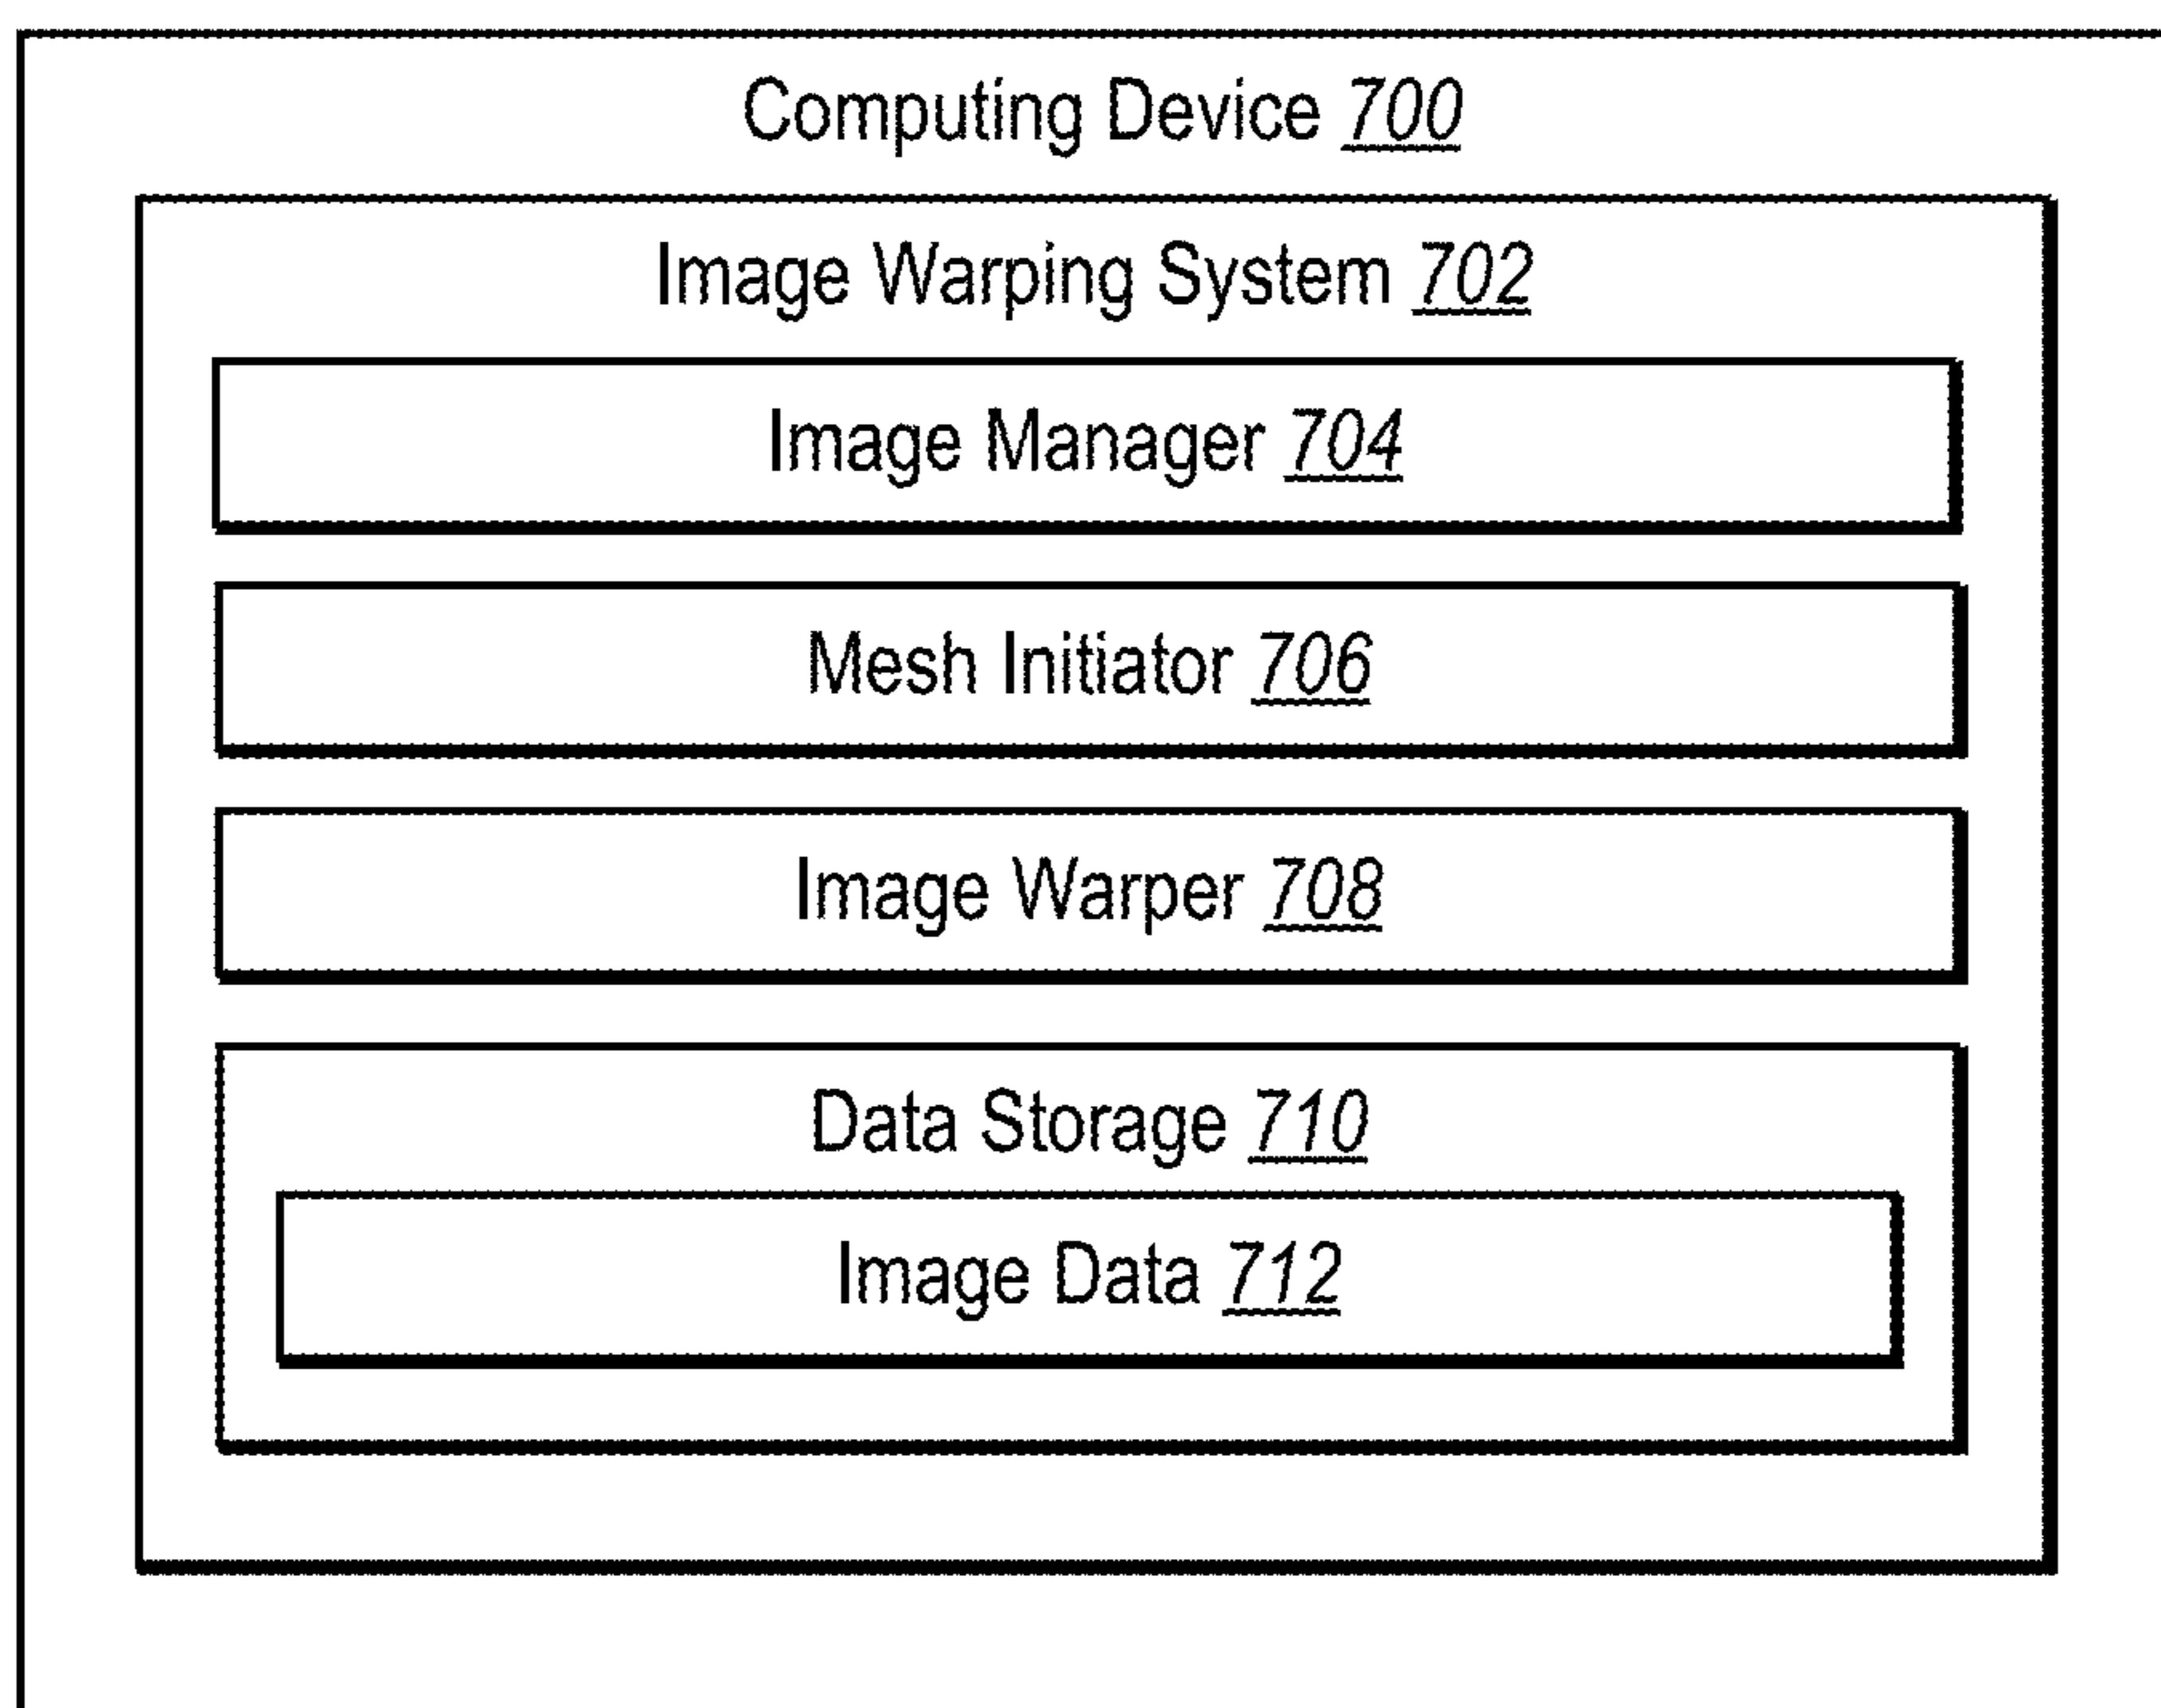 Computing Device 700
Image Warping System 702
Image Manager 704
Mesh Initiator 706
Image Warper 708
Data Storage 710
Image Data 712